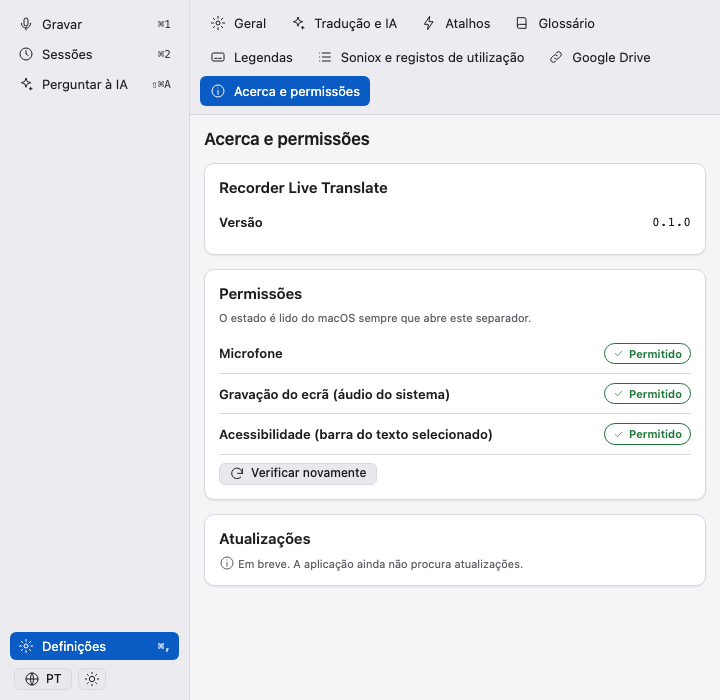 Gravar ⌘1
Sessões ⌘2
Perguntar à IA ⇧⌘A
Geral Tradução e IA Atalhos Glossário
Legendas Soniox e registos de utilização Google Drive
Acerca e permissões
Acerca e permissões
Recorder Live Translate
Versão 0.1.0
Permissões
O estado é lido do macOS sempre que abre este separador.
Microfone Permitido
Gravação do ecrã (áudio do sistema) Permitido
Acessibilidade (barra do texto selecionado) Permitido
Verificar novamente
Atualizações
Em breve. A aplicação ainda não procura atualizações.
Definições ⌘,
PT